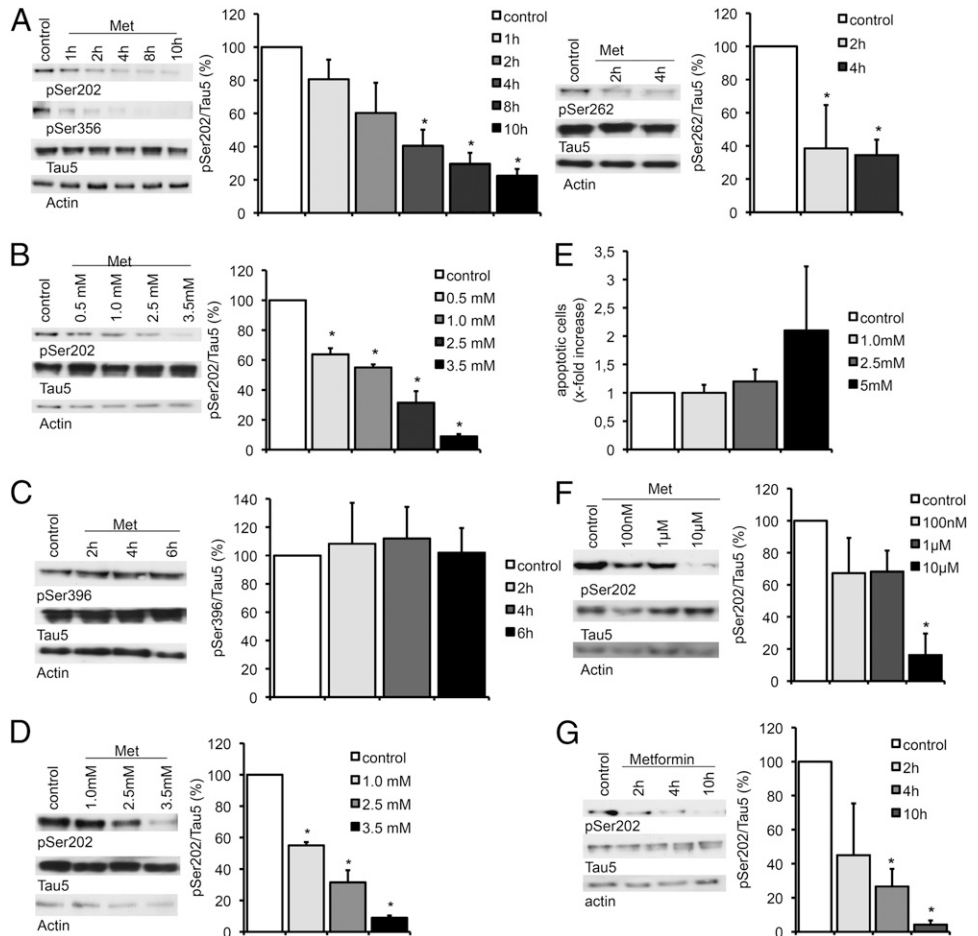 A
control
Met
1h
2h
4h
8h
10h
pSer202
pSer356
Tau5
Actin
pSer202/Tau5 (%)
120
100
80
60
40
20
0
*
*
*
control
1h
2h
4h
8h
10h
control
Met
2h
4h
pSer262
Tau5
Actin
pSer262/Tau5 (%)
120
100
80
60
40
20
0
*
*
control
2h
4h
B
control
Met
0.5 mM
1.0 mM
2.5 mM
3.5mM
pSer202
Tau5
Actin
pSer202/Tau5 (%)
120
100
80
60
40
20
0
*
*
*
*
control
0.5 mM
1.0 mM
2.5 mM
3.5 mM
E
apoptotic cells
(x-fold increase)
3,5
3
2,5
2
1,5
1
0,5
0
control
1.0mM
2.5mM
5mM
C
control
Met
2h
4h
6h
pSer396
Tau5
Actin
pSer396/Tau5 (%)
140
120
100
80
60
40
20
0
control
2h
4h
6h
F
control
Met
100nM
1µM
10µM
pSer202
Tau5
Actin
pSer202/Tau5 (%)
120
100
80
60
40
20
0
*
control
100nM
1µM
10µM
D
control
Met
1.0mM
2.5mM
3.5mM
pSer202
Tau5
Actin
pSer202/Tau5 (%)
120
100
80
60
40
20
0
*
*
*
control
1.0 mM
2.5 mM
3.5 mM
G
control
Metformin
2h
4h
10h
pSer202
Tau5
actin
pSer202/Tau5 (%)
120
100
80
60
40
20
0
*
*
control
2h
4h
10h